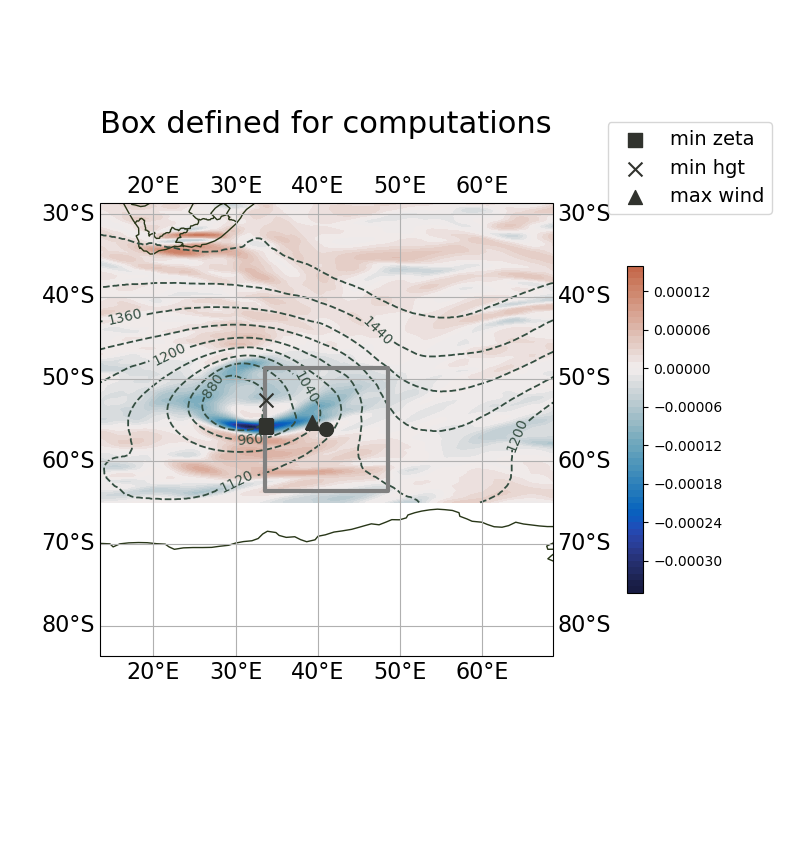 Box defined for computations
min zeta
min hgt
max wind
20°E 30°E 40°E 50°E 60°E
30°S 30°S
40°S 40°S
50°S 50°S
60°S 60°S
70°S 70°S
80°S 80°S
20°E 30°E 40°E 50°E 60°E
1360
1440
1200
880
1040
960
1200
1120
0.00012
0.00006
0.00000
−0.00006
−0.00012
−0.00018
−0.00024
−0.00030